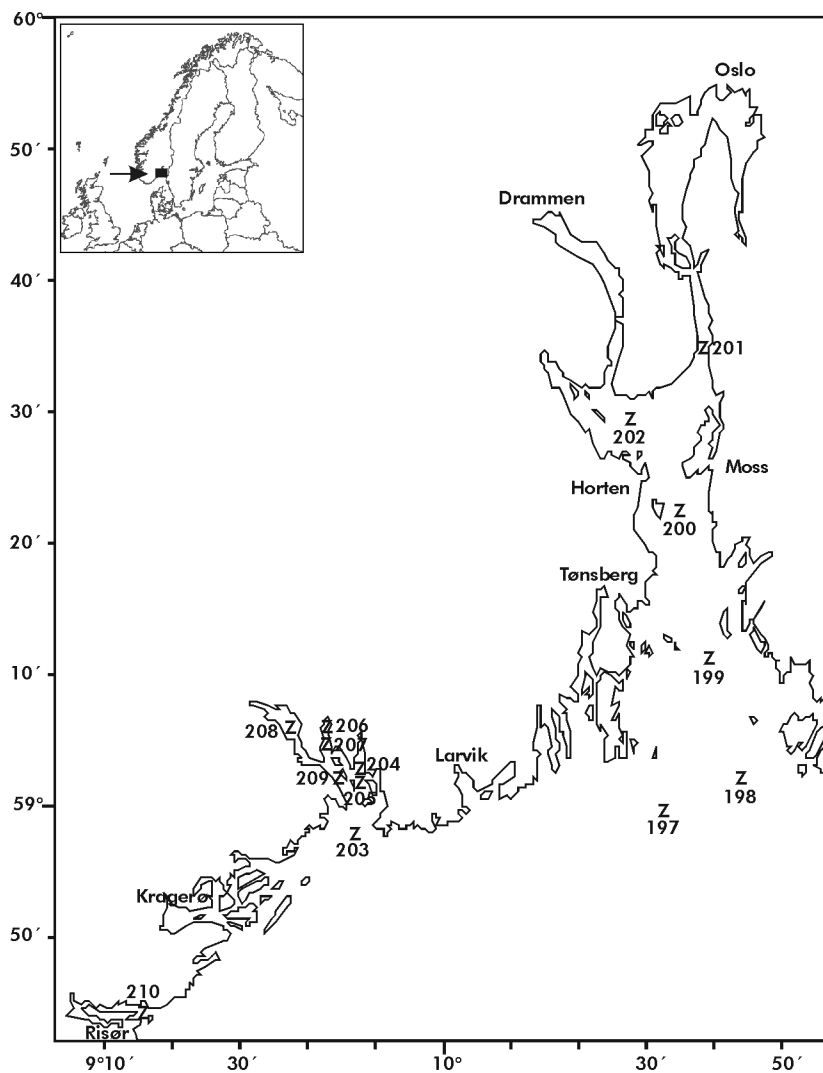 60°
Oslo
50´
Drammen
40´
Z 201
30´
Z
202
Moss
Horten
Z
200
20´
Tønsberg
10´
Z
199
208 Z
Z 206
Z 207
Larvik
Z 204
209 Z
Z
205
59°
Z
198
Z
197
Z
203
Kragerø
50´
210
Z
Risør
9°10´ 30´ 10° 30´ 50´